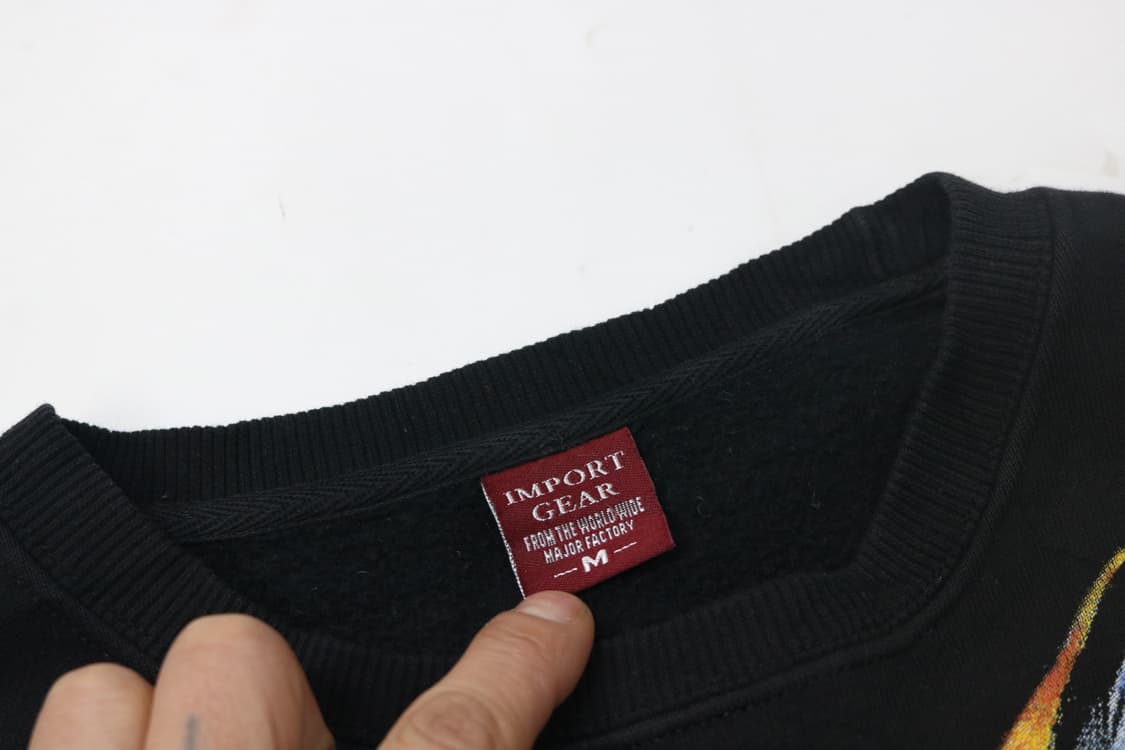 IMPORT
GEAR
FROM THE WORLD WIDE
MAJOR FACTORY
M